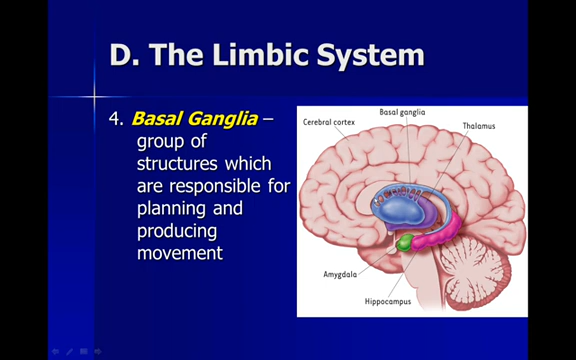 D. The Limbic System
4. Basal Ganglia –
group of
structures which
are responsible for
planning and
producing
movement
Basal ganglia
Cerebral cortex
Thalamus
Amygdala
Hippocampus